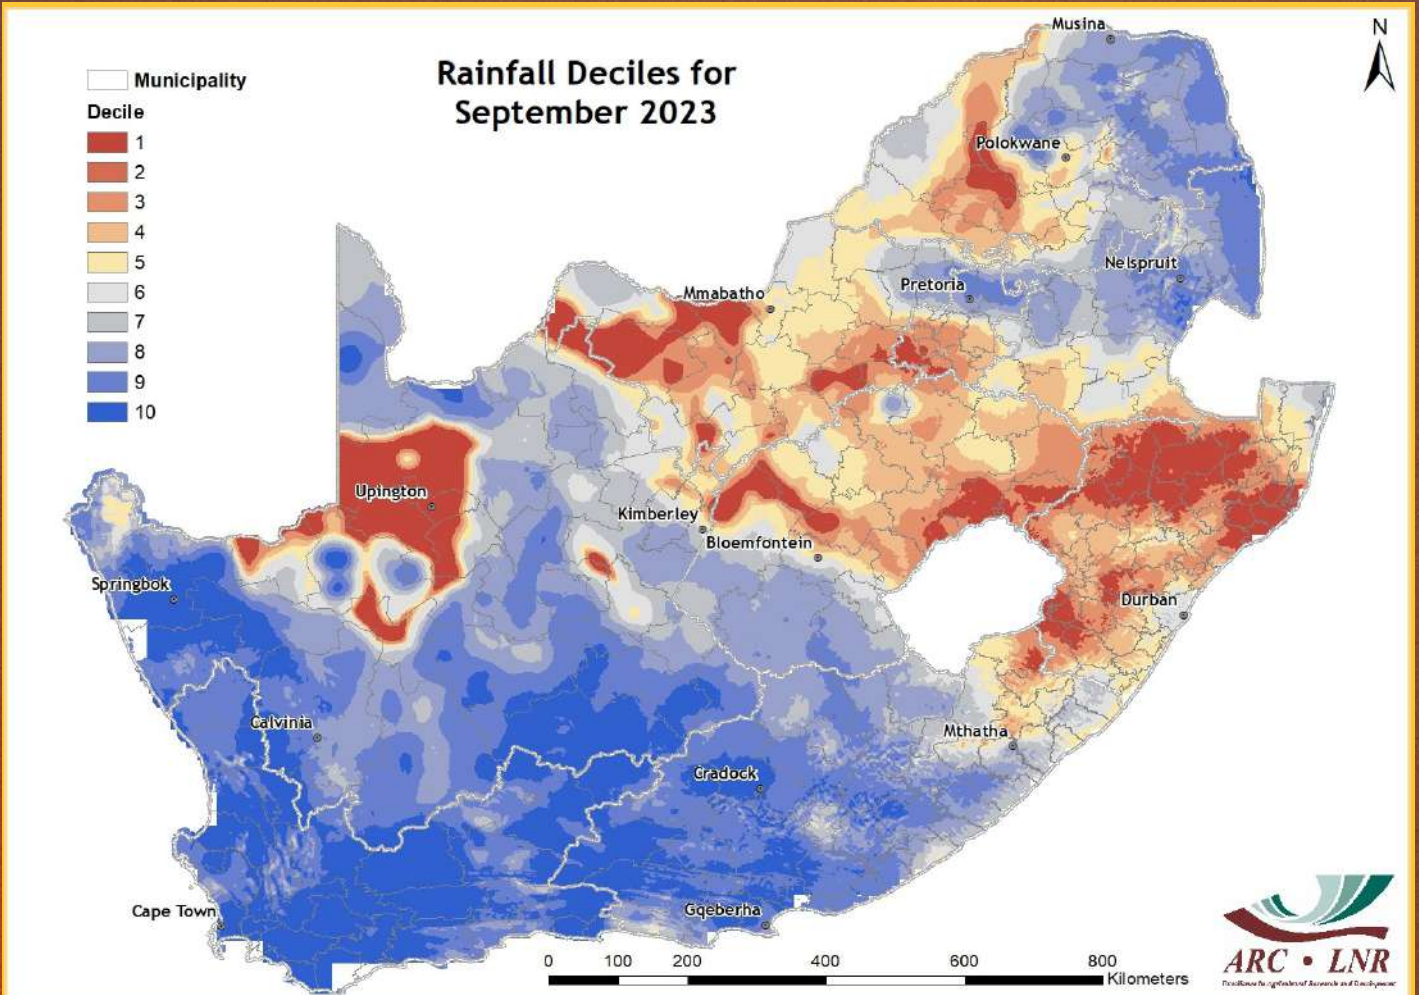 Rainfall Deciles for
September 2023
Municipality
Decile
1
2
3
4
5
6
7
8
9
10
N
Musina
Polokwane
Nelspruit
Pretoria
Mmabatho
Upington
Kimberley
Bloemfontein
Springbok
Durban
Calvinia
Mthatha
Cradock
Cape Town
Gqeberha
0 100 200 400 600 800
Kilometers
ARC • LNR